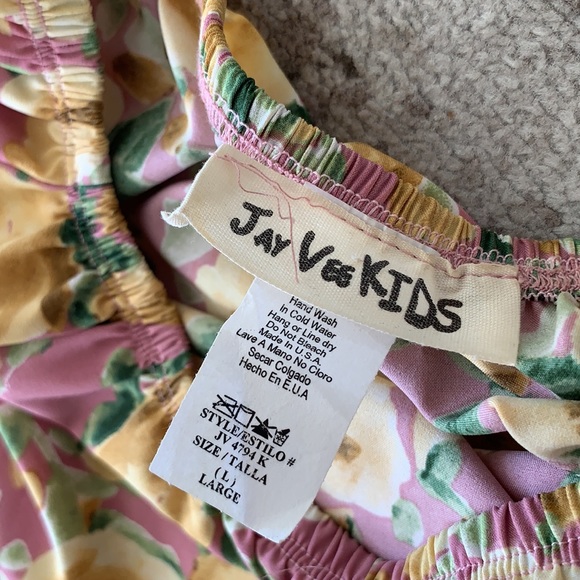 JAY VEE KIDS
Hand Wash
In Cold Water
Hang or Line dry
Do Not Bleach
Made In U.S.A.
Lave A Mano No Cloro
Secar Colgado
Hecho En E.U.A
STYLE/ESTILO #
JV 4794 K
SIZE/TALLA
( L )
LARGE